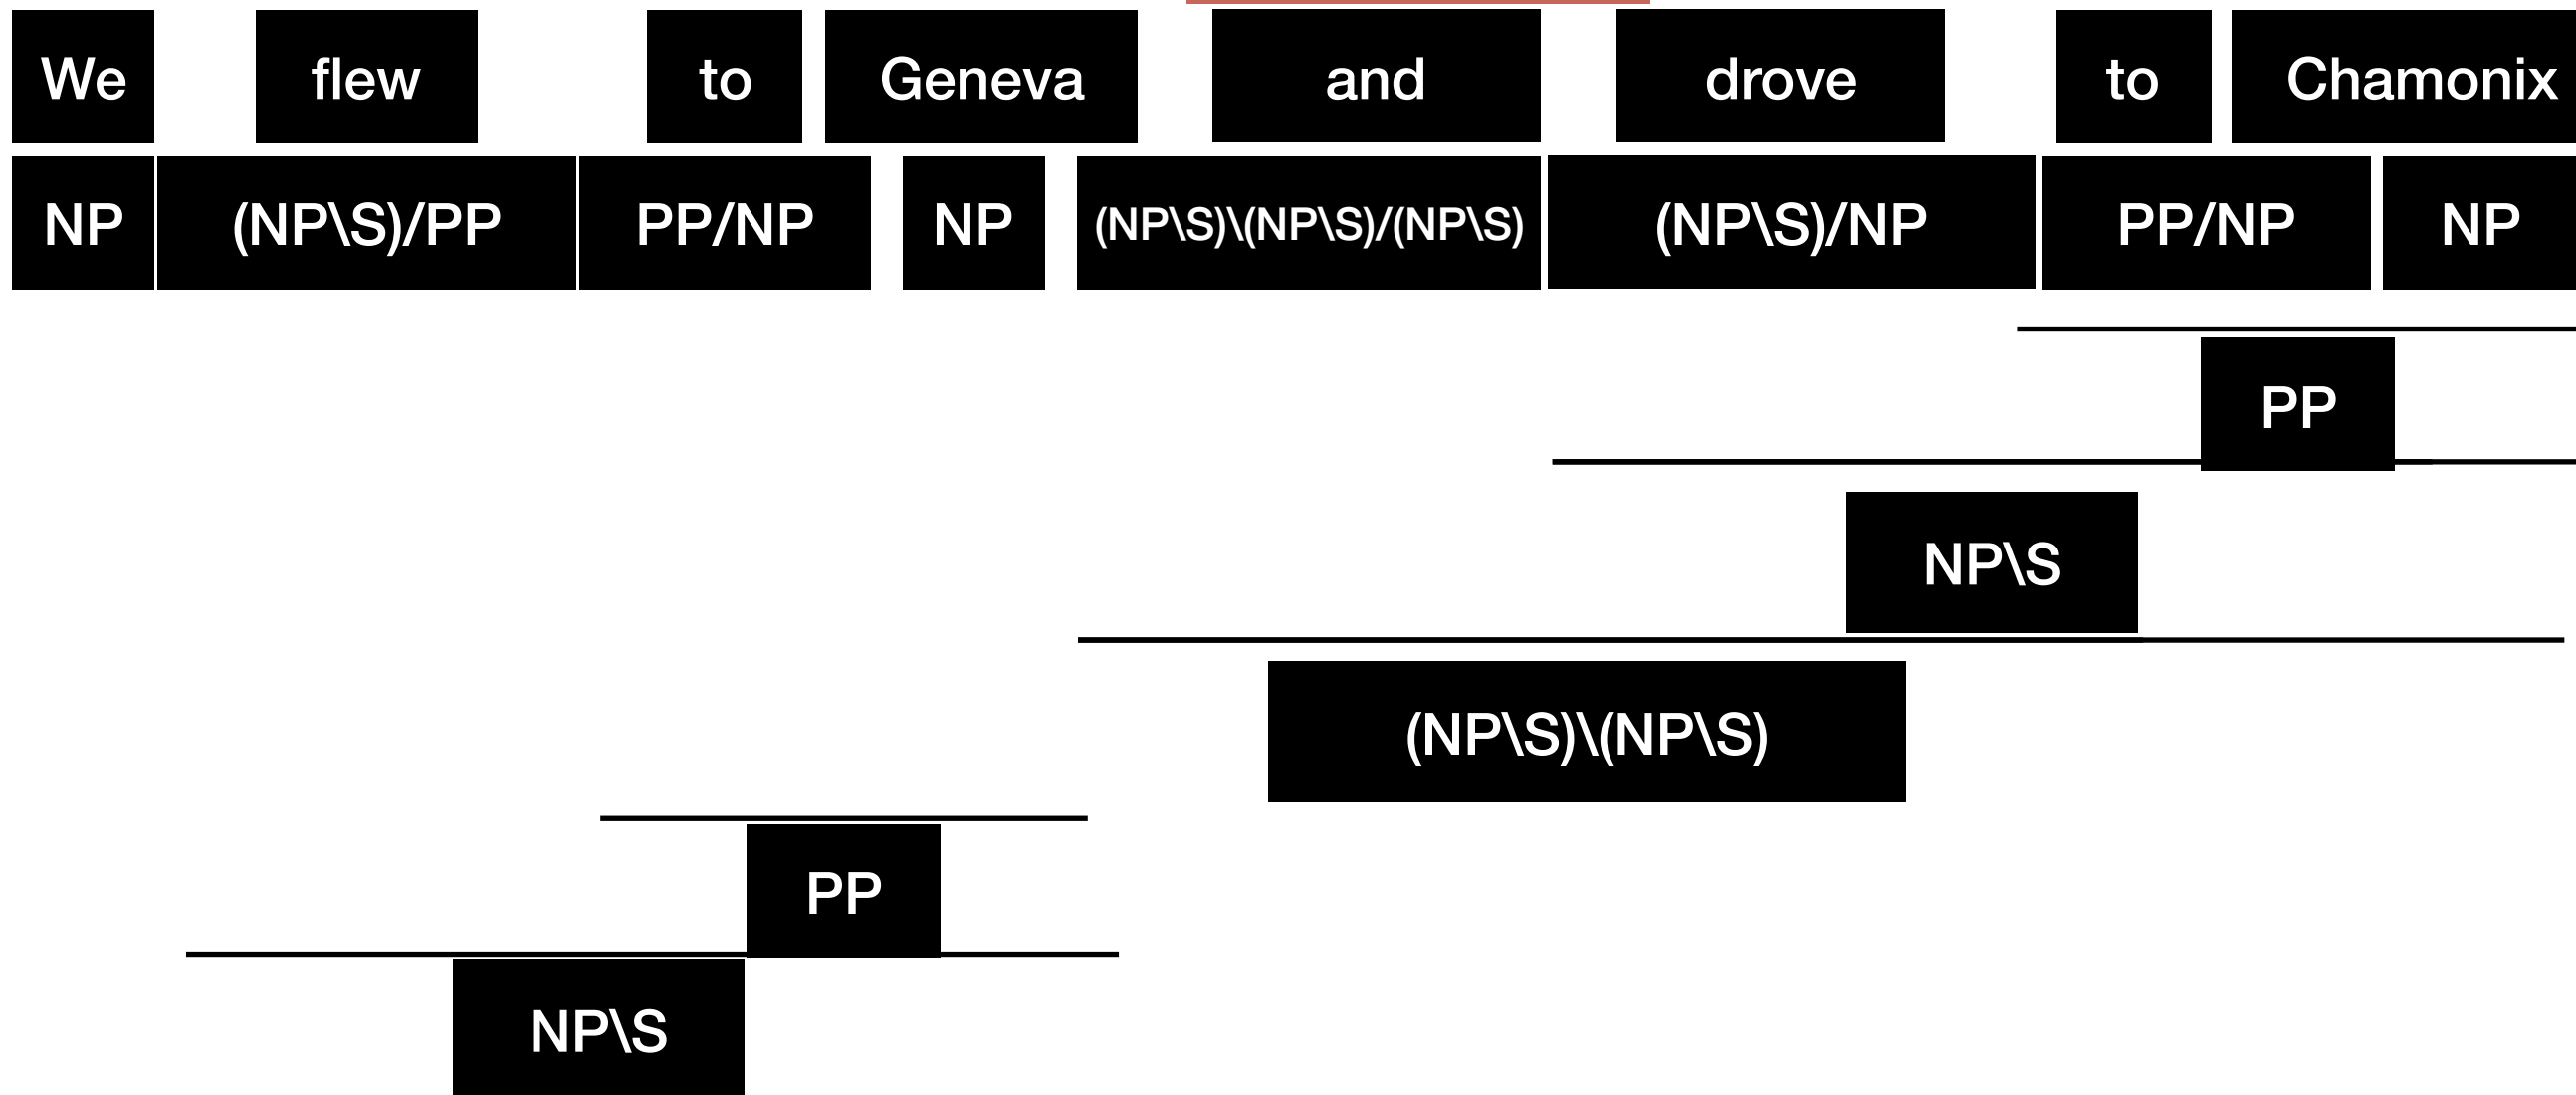 We flew to Geneva and drove to Chamonix
NP (NP\S)/PP PP/NP NP (NP\S)\(NP\S)/(NP\S) (NP\S)/NP PP/NP NP
PP
NP\S
(NP\S)\(NP\S)
PP
NP\S